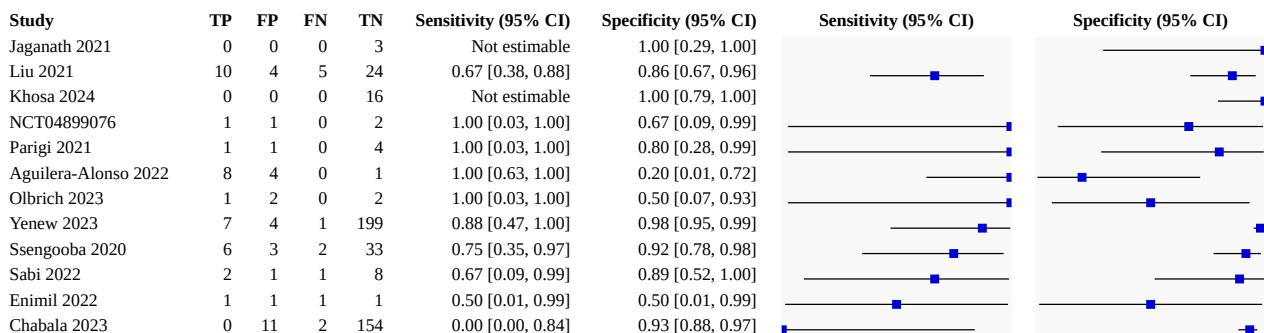 Study TP FP FN TN Sensitivity (95% CI) Specificity (95% CI) Sensitivity (95% CI) Specificity (95% CI)
Jaganath 2021 0 0 0 3 Not estimable 1.00 [0.29, 1.00]
Liu 2021 10 4 5 24 0.67 [0.38, 0.88] 0.86 [0.67, 0.96]
Khosa 2024 0 0 0 16 Not estimable 1.00 [0.79, 1.00]
NCT04899076 1 1 0 2 1.00 [0.03, 1.00] 0.67 [0.09, 0.99]
Parigi 2021 1 1 0 4 1.00 [0.03, 1.00] 0.80 [0.28, 0.99]
Aguilera-Alonso 2022 8 4 0 1 1.00 [0.63, 1.00] 0.20 [0.01, 0.72]
Olbrich 2023 1 2 0 2 1.00 [0.03, 1.00] 0.50 [0.07, 0.93]
Yenew 2023 7 4 1 199 0.88 [0.47, 1.00] 0.98 [0.95, 0.99]
Ssengooba 2020 6 3 2 33 0.75 [0.35, 0.97] 0.92 [0.78, 0.98]
Sabi 2022 2 1 1 8 0.67 [0.09, 0.99] 0.89 [0.52, 1.00]
Enimil 2022 1 1 1 1 0.50 [0.01, 0.99] 0.50 [0.01, 0.99]
Chabala 2023 0 11 2 154 0.00 [0.00, 0.84] 0.93 [0.88, 0.97]